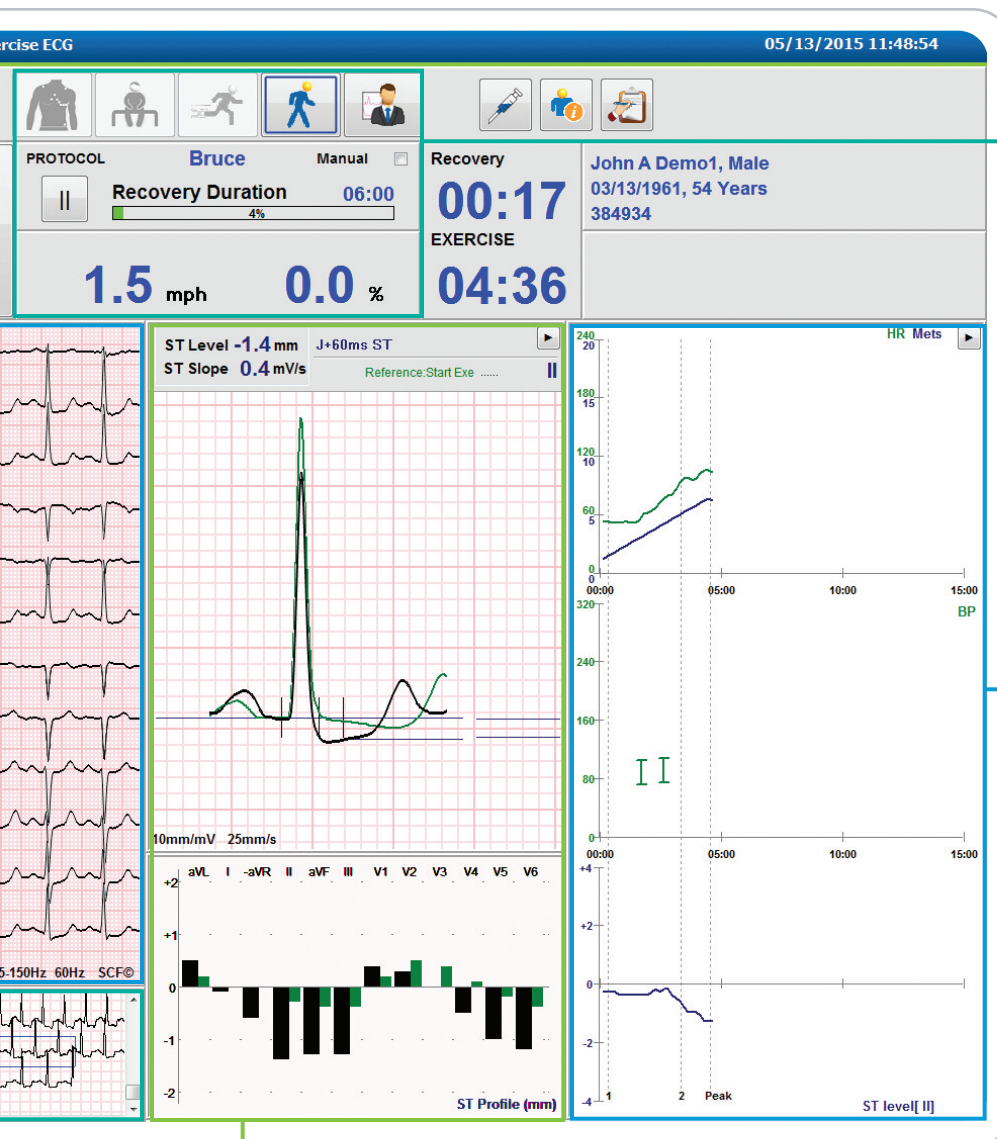 ercise ECG 05/13/2015 11:48:54
PROTOCOL Bruce Manual
Recovery Duration 06:00
4%
1.5 mph 0.0 %
Recovery
00:17
EXERCISE
04:36
John A Demo1, Male
03/13/1961, 54 Years
384934
5-150Hz 60Hz SCF©
ST Level -1.4 mm J+60ms ST
ST Slope 0.4 mV/s Reference:Start Exe ...... II
10mm/mV 25mm/s
aVL I -aVR II aVF III V1 V2 V3 V4 V5 V6
+2
+1
0
-1
-2
ST Profile (mm)
HR Mets
240
20
180
15
120
10
60
5
0
0
00:00 05:00 10:00 15:00
BP
320
240
160
80
0
00:00 05:00 10:00 15:00
+4
+2
0
-2
-4
1 2 Peak
ST level[ II]